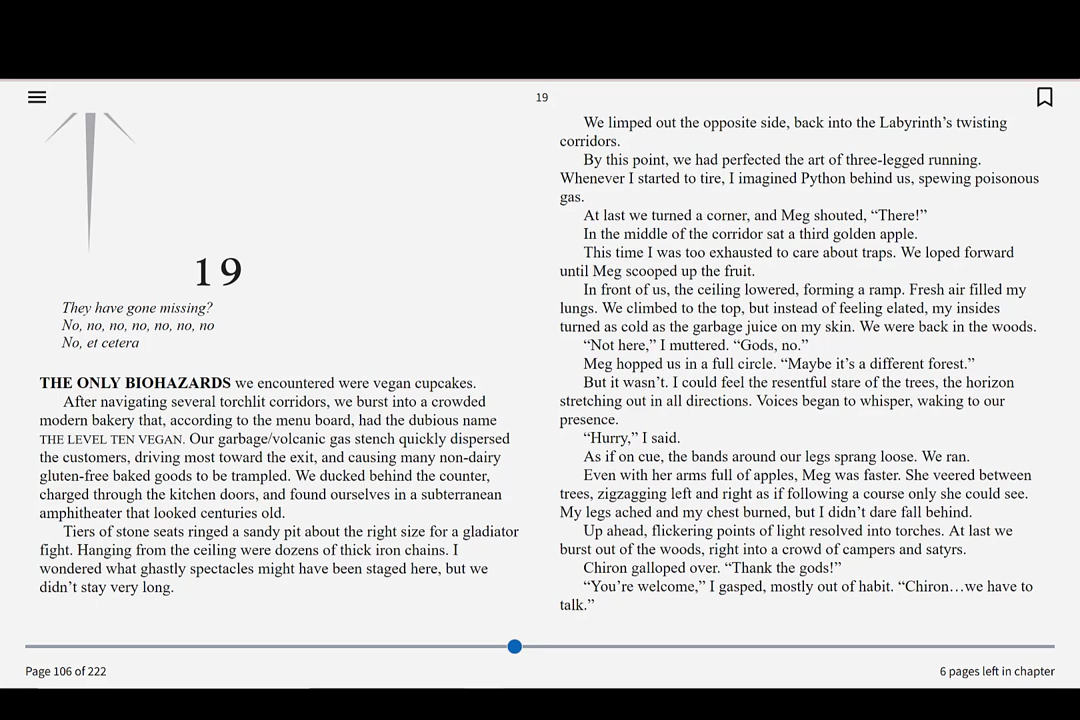 19
19
They have gone missing?
No, no, no, no, no, no, no
No, et cetera
THE ONLY BIOHAZARDS we encountered were vegan cupcakes.
After navigating several torchlit corridors, we burst into a crowded
modern bakery that, according to the menu board, had the dubious name
THE LEVEL TEN VEGAN. Our garbage/volcanic gas stench quickly dispersed
the customers, driving most toward the exit, and causing many non-dairy
gluten-free baked goods to be trampled. We ducked behind the counter,
charged through the kitchen doors, and found ourselves in a subterranean
amphitheater that looked centuries old.
Tiers of stone seats ringed a sandy pit about the right size for a gladiator
fight. Hanging from the ceiling were dozens of thick iron chains. I
wondered what ghastly spectacles might have been staged here, but we
didn’t stay very long.
We limped out the opposite side, back into the Labyrinth’s twisting
corridors.
By this point, we had perfected the art of three-legged running.
Whenever I started to tire, I imagined Python behind us, spewing poisonous
gas.
At last we turned a corner, and Meg shouted, “There!”
In the middle of the corridor sat a third golden apple.
This time I was too exhausted to care about traps. We loped forward
until Meg scooped up the fruit.
In front of us, the ceiling lowered, forming a ramp. Fresh air filled my
lungs. We climbed to the top, but instead of feeling elated, my insides
turned as cold as the garbage juice on my skin. We were back in the woods.
“Not here,” I muttered. “Gods, no.”
Meg hopped us in a full circle. “Maybe it’s a different forest.”
But it wasn’t. I could feel the resentful stare of the trees, the horizon
stretching out in all directions. Voices began to whisper, waking to our
presence.
“Hurry,” I said.
As if on cue, the bands around our legs sprang loose. We ran.
Even with her arms full of apples, Meg was faster. She veered between
trees, zigzagging left and right as if following a course only she could see.
My legs ached and my chest burned, but I didn’t dare fall behind.
Up ahead, flickering points of light resolved into torches. At last we
burst out of the woods, right into a crowd of campers and satyrs.
Chiron galloped over. “Thank the gods!”
“You’re welcome,” I gasped, mostly out of habit. “Chiron…we have to
talk.”
Page 106 of 222
6 pages left in chapter